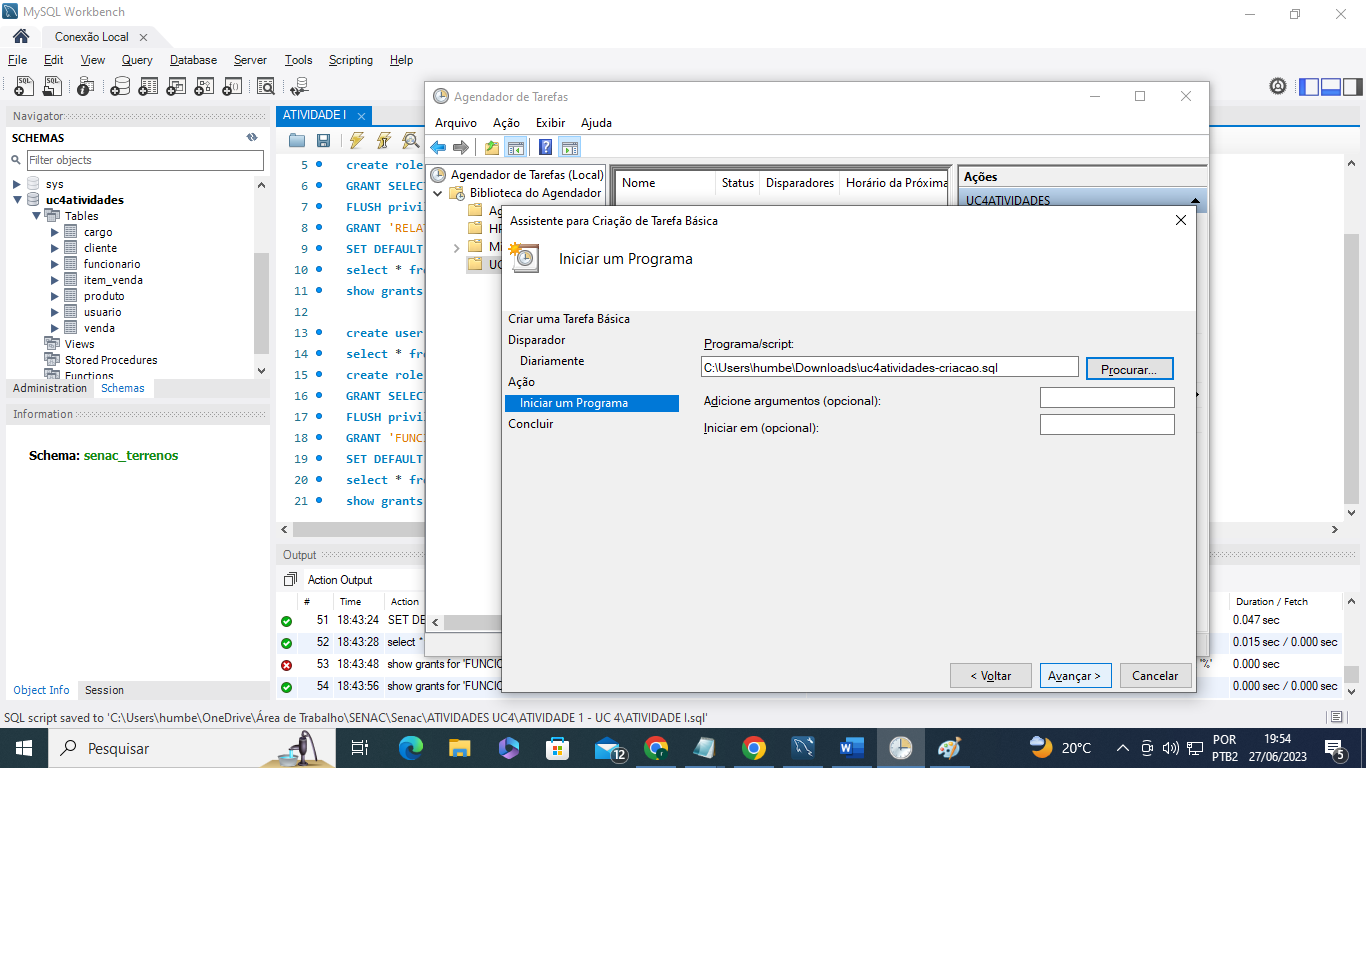 MySQL Workbench
Conexão Local
File Edit View Query Database Server Tools Scripting Help
Navigator
SCHEMAS
Filter objects
sys
uc4atividades
Tables
cargo
cliente
funcionario
item_venda
produto
usuario
venda
Views
Stored Procedures
Functions
Administration Schemas
Information
Schema: senac_terrenos
Object Info Session
ATIVIDADE I
5 create role
6 GRANT SELEC
7 FLUSH privi
8 GRANT 'RELA
9 SET DEFAULT
10 select * fr
11 show grants
12
13 create user
14 select * fr
15 create role
16 GRANT SELEC
17 FLUSH privi
18 GRANT 'FUNC
19 SET DEFAULT
20 select * fr
21 show grants
Output
Action Output
# Time Action Duration / Fetch
51 18:43:24 SET DE 0.047 sec
52 18:43:28 select * 0.015 sec / 0.000 sec
53 18:43:48 show grants for 'FUNCIO '%' 0.000 sec
54 18:43:56 show grants for 'FUNCIO 0.000 sec / 0.000 sec
SQL script saved to 'C:\Users\humbe\OneDrive\Área de Trabalho\SENAC\Senac\ATIVIDADES UC4\ATIVIDADE 1 - UC 4\ATIVIDADE I.sql'
Agendador de Tarefas
Arquivo Ação Exibir Ajuda
Agendador de Tarefas (Local)
Biblioteca do Agendador
Ag
HP
Mi
UC
Nome Status Disparadores Horário da Próxima
Ações
UC4ATIVIDADES
Assistente para Criação de Tarefa Básica
Iniciar um Programa
Criar uma Tarefa Básica
Disparador
Diariamente
Ação
Iniciar um Programa
Concluir
Programa/script:
C:\Users\humbe\Downloads\uc4atividades-criacao.sql
Procurar...
Adicione argumentos (opcional):
Iniciar em (opcional):
< Voltar Avançar > Cancelar
Pesquisar
12
20°C
POR
PTB2
19:54
27/06/2023
5